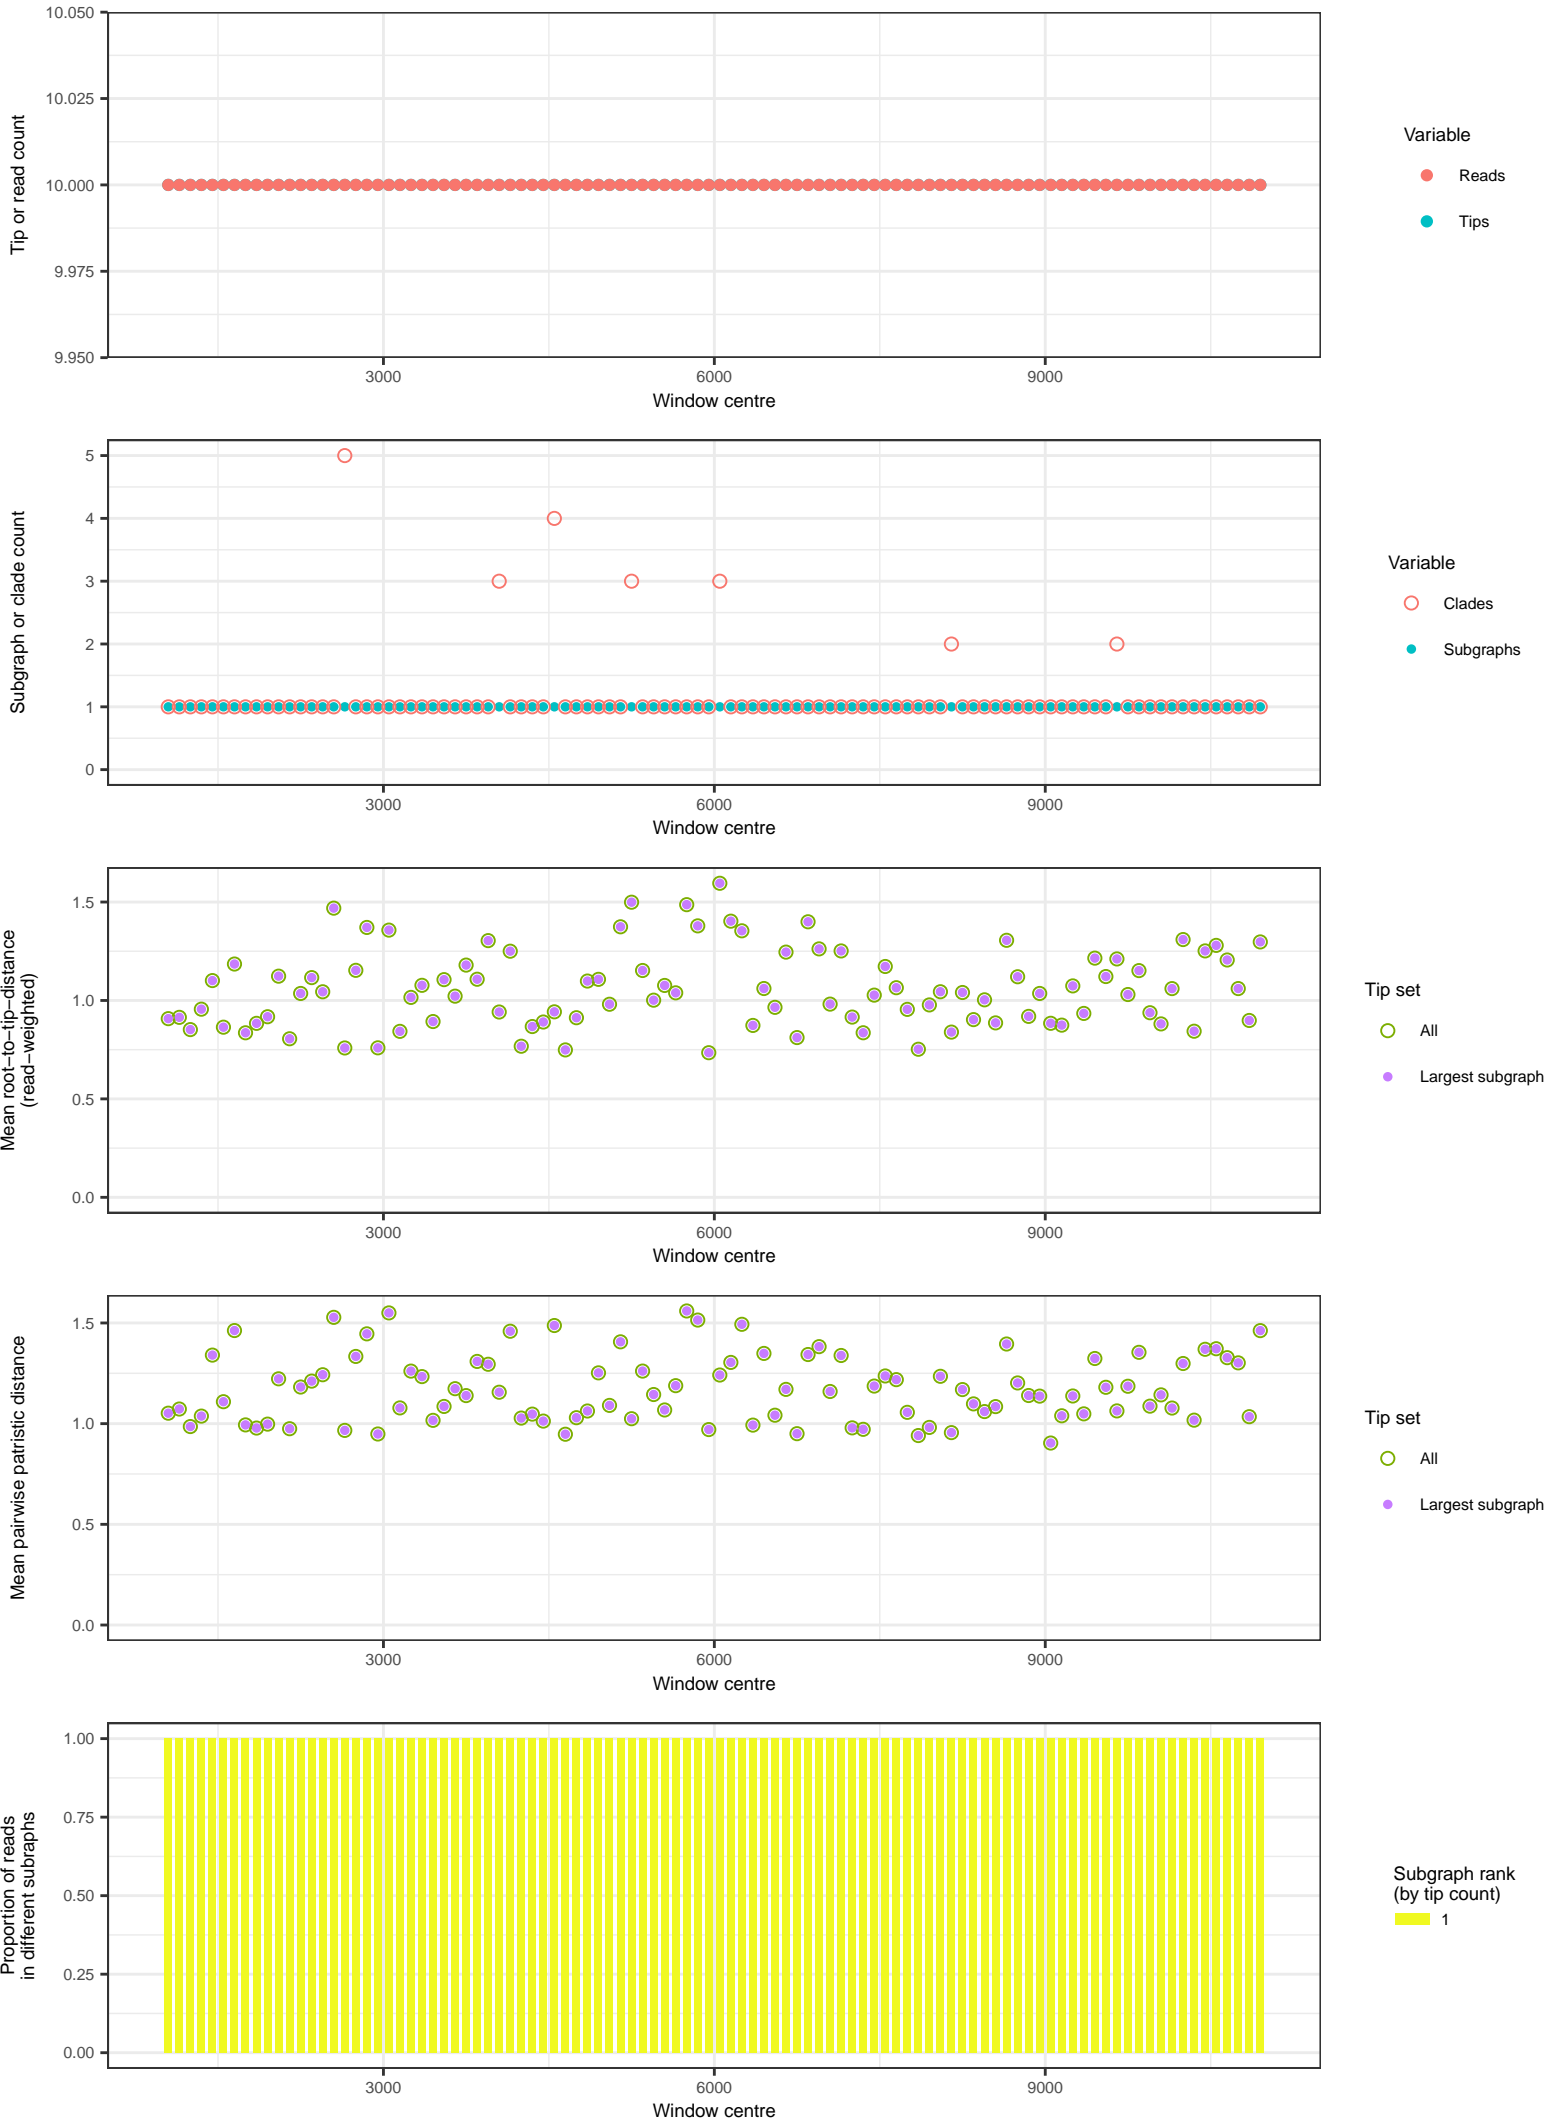 10.050
10.025
10.000
9.975
9.950
Tip or read count
3000 6000 9000
Window centre
Variable
Reads
Tips
5
4
3
2
1
0
Subgraph or clade count
3000 6000 9000
Window centre
Variable
Clades
Subgraphs
1.5
1.0
0.5
0.0
Mean root−to−tip−distance
(read−weighted)
3000 6000 9000
Window centre
Tip set
All
Largest subgraph
1.5
1.0
0.5
0.0
Mean pairwise patristic distance
3000 6000 9000
Window centre
Tip set
All
Largest subgraph
1.00
0.75
0.50
0.25
0.00
Proportion of reads
in different subraphs
3000 6000 9000
Window centre
Subgraph rank
(by tip count)
1